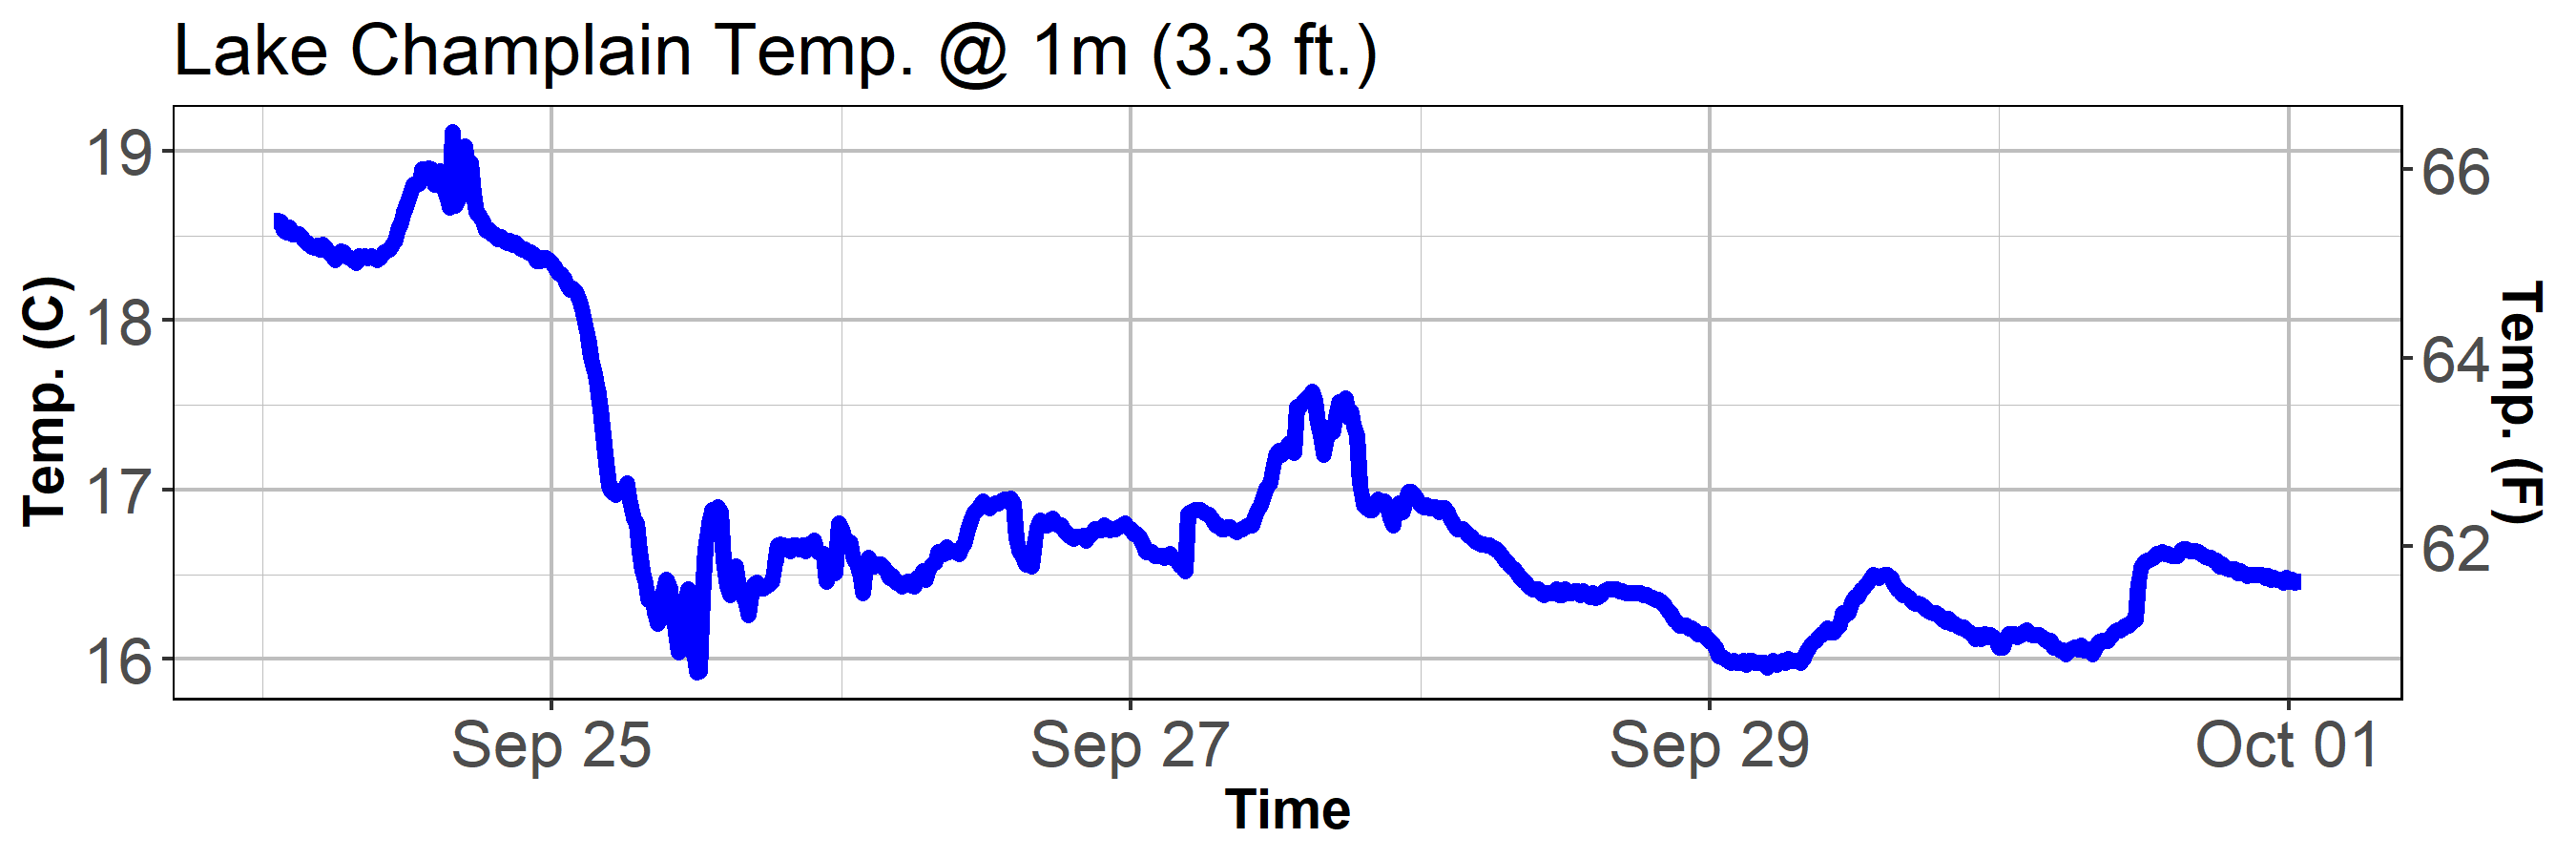 Lake Champlain Temp. @ 1m (3.3 ft.)
19
18
17
16
Temp. (C)
66
64
62
Temp. (F)
Sep 25 Sep 27 Sep 29 Oct 01
Time